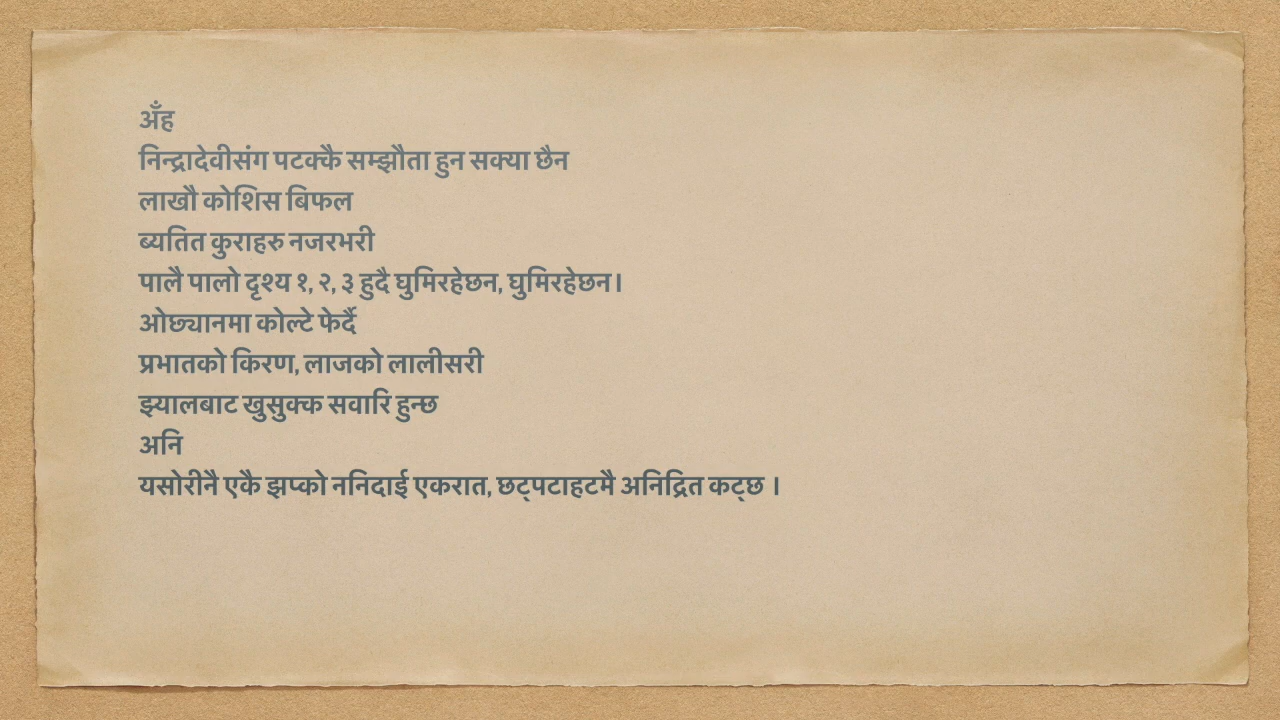 अँह
निन्द्रादेवीसंग पटक्कै सम्झौता हुन सक्या छैन
लाखौ कोशिस बिफल
ब्यतित कुराहरु नजरभरी
पालै पालो दृश्य १, २, ३ हुदै घुमिरहेछन, घुमिरहेछन।
ओछ्यानमा कोल्टे फेर्दै
प्रभातको किरण, लाजको लालीसरी
झ्यालबाट खुसुक्क सवारि हुन्छ
अनि
यसोरीनै एकै झप्को ननिदाई एकरात, छट्पटाहटमै अनिद्रित कट्छ ।